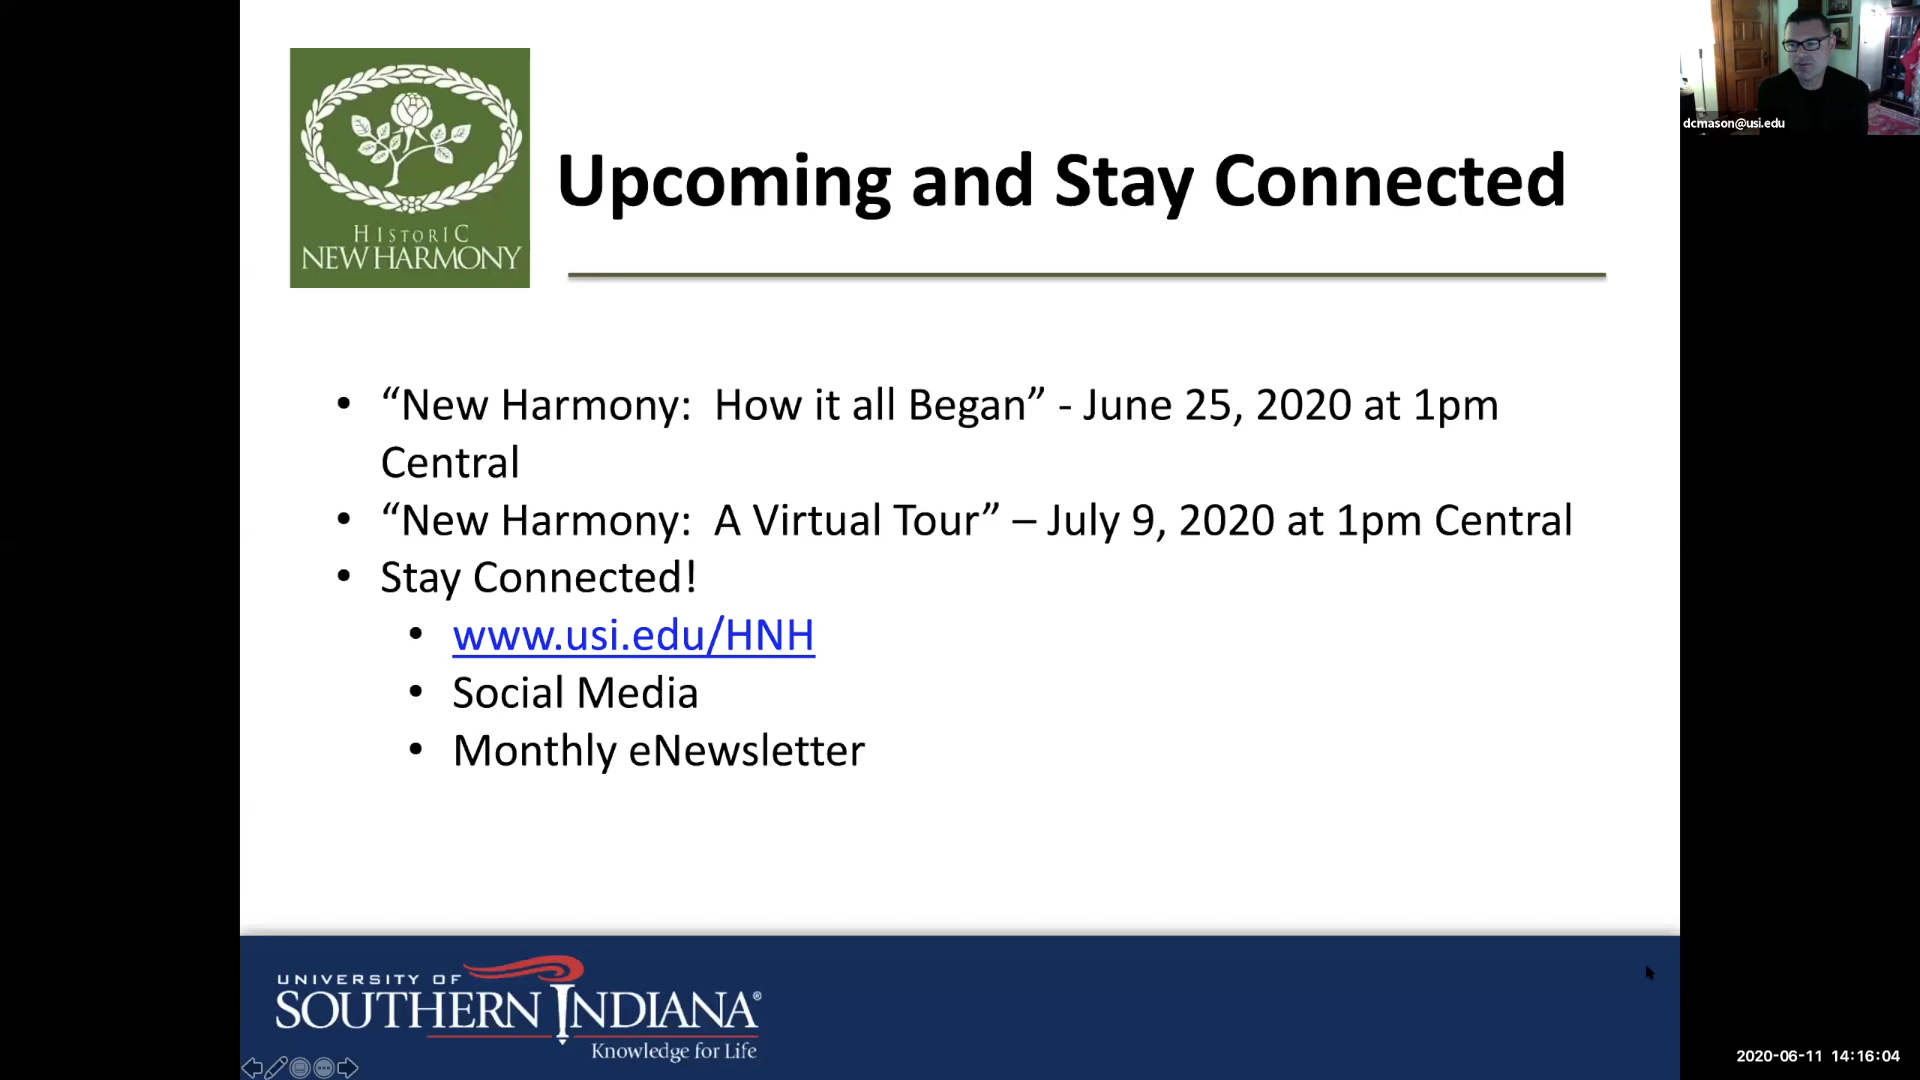 HISTORIC
NEW HARMONY
Upcoming and Stay Connected
dcmason@usi.edu
• “New Harmony:  How it all Began” - June 25, 2020 at 1pm
Central
• “New Harmony:  A Virtual Tour” – July 9, 2020 at 1pm Central
• Stay Connected!
• www.usi.edu/HNH
• Social Media
• Monthly eNewsletter
UNIVERSITY OF
SOUTHERN INDIANA®
Knowledge for Life
2020-06-11 14:16:04